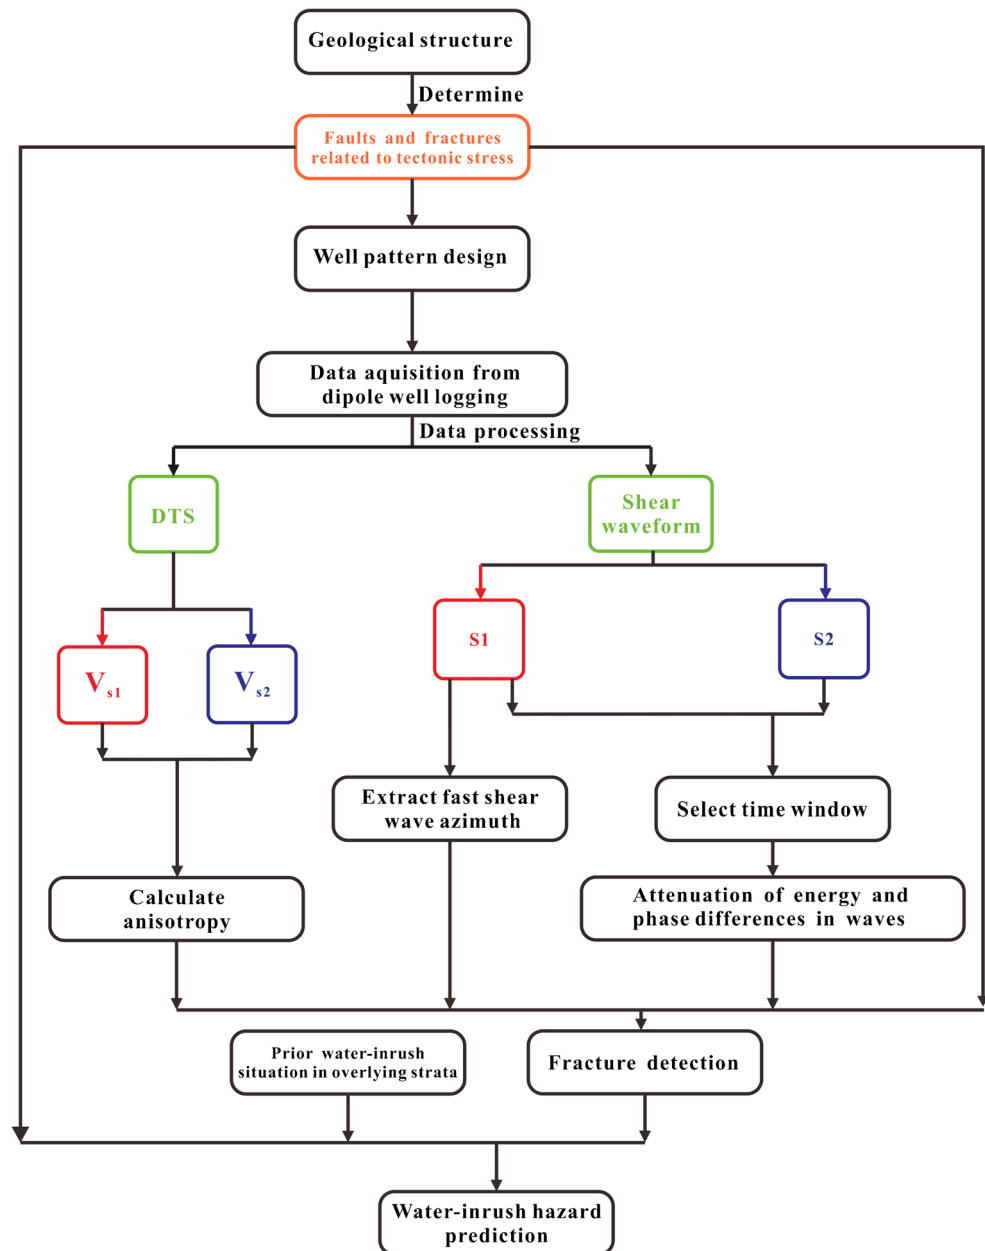 Geological structure
Determine
Faults and fractures
related to tectonic stress
Well pattern design
Data aquisition from
dipole well logging
Data processing
DTS
Shear
waveform
S1
S2
Vs1
Vs2
Extract fast shear
wave azimuth
Select time window
Calculate
anisotropy
Attenuation of energy and
phase differences in waves
Prior water-inrush
situation in overlying strata
Fracture detection
Water-inrush hazard
prediction